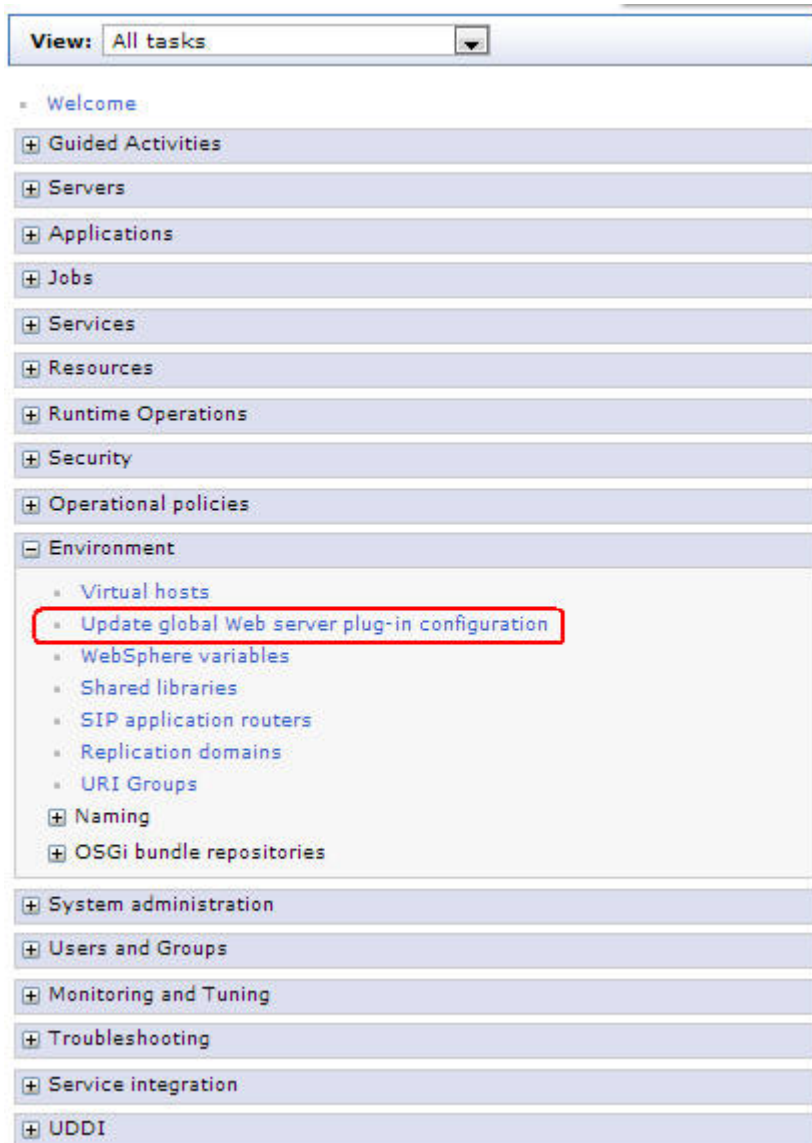 View: All tasks
Welcome
Guided Activities
Servers
Applications
Jobs
Services
Resources
Runtime Operations
Security
Operational policies
Environment
Virtual hosts
Update global Web server plug-in configuration
WebSphere variables
Shared libraries
SIP application routers
Replication domains
URI Groups
Naming
OSGi bundle repositories
System administration
Users and Groups
Monitoring and Tuning
Troubleshooting
Service integration
UDDI